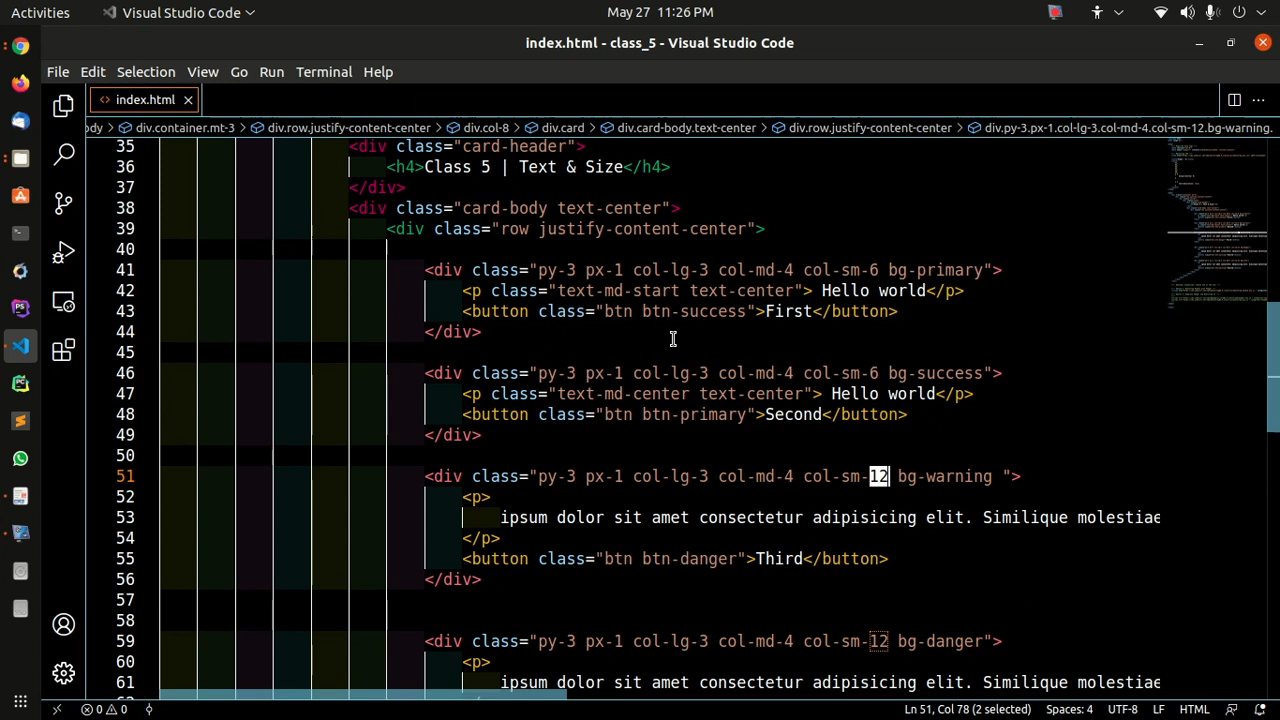 Activities
Visual Studio Code
May 27 11:26 PM
index.html - class_5 - Visual Studio Code
File Edit Selection View Go Run Terminal Help
<> index.html
ody > div.container.mt-3 > div.row.justify-content-center > div.col-8 > div.card > div.card-body.text-center > div.row.justify-content-center > div.py-3.px-1.col-lg-3.col-md-4.col-sm-12.bg-warning.
35 <div class="card-header">
36 <h4>Class 5 | Text & Size</h4>
37 </div>
38 <div class="card-body text-center">
39 <div class="row justify-content-center">
40
41 <div class="py-3 px-1 col-lg-3 col-md-4 col-sm-6 bg-primary">
42 <p class="text-md-start text-center"> Hello world</p>
43 <button class="btn btn-success">First</button>
44 </div>
45
46 <div class="py-3 px-1 col-lg-3 col-md-4 col-sm-6 bg-success">
47 <p class="text-md-center text-center"> Hello world</p>
48 <button class="btn btn-primary">Second</button>
49 </div>
50
51 <div class="py-3 px-1 col-lg-3 col-md-4 col-sm-12 bg-warning ">
52 <p>
53 ipsum dolor sit amet consectetur adipisicing elit. Similique molestiae
54 </p>
55 <button class="btn btn-danger">Third</button>
56 </div>
57
58
59 <div class="py-3 px-1 col-lg-3 col-md-4 col-sm-12 bg-danger">
60 <p>
61 ipsum dolor sit amet consectetur adipisicing elit. Similique molestiae
0 0 Ln 51, Col 78 (2 selected) Spaces: 4 UTF-8 LF HTML